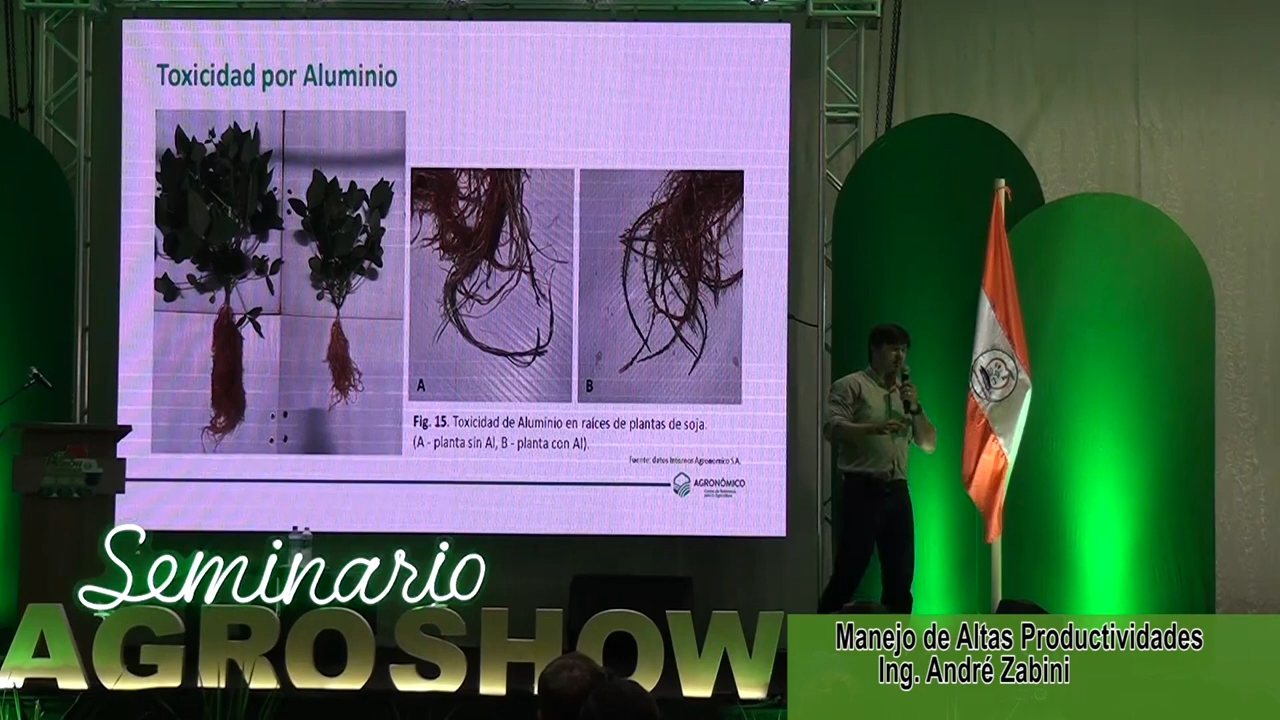 Toxicidad por Aluminio
A
B
Fig. 15. Toxicidad de Aluminio en raíces de plantas de soja.
(A - planta sin Al, B - planta con Al).
Fuente: datos Internos Agronomico S.A.
AGRONÓMICO
Seminario
AGROSHOW
Manejo de Altas Productividades
Ing. André Zabini